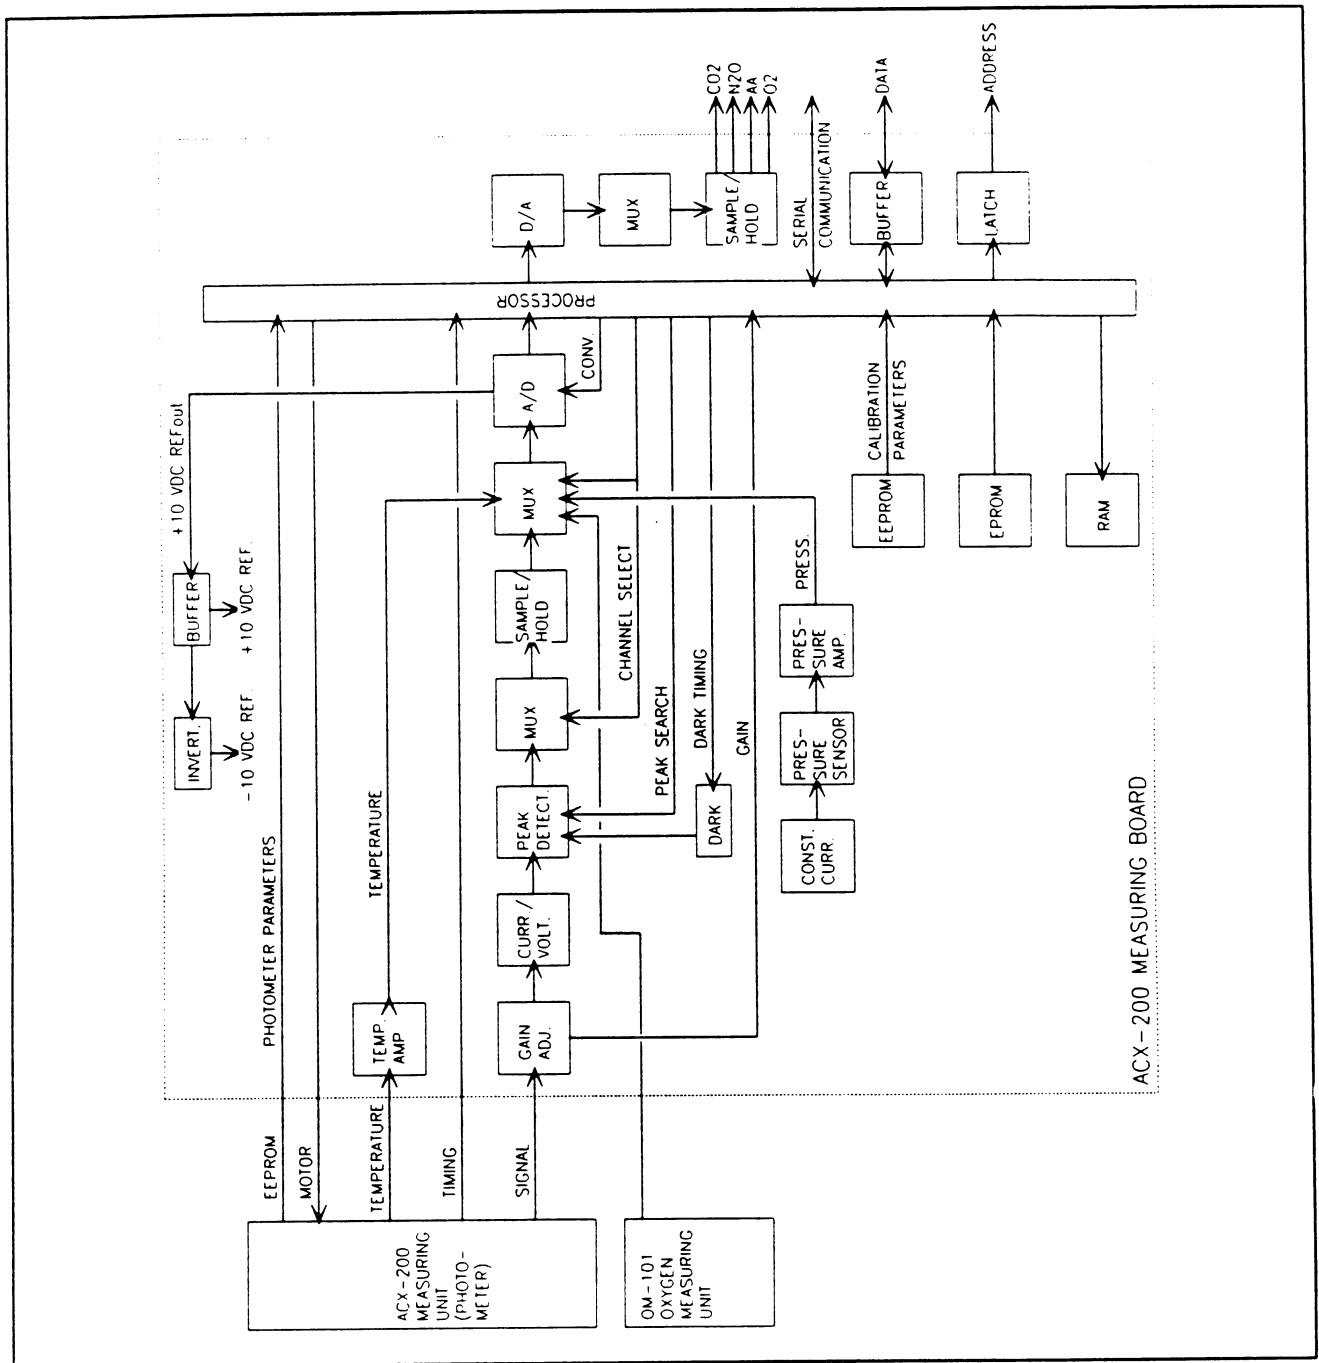 EEPROM
PHOTOMETER PARAMETERS
MOTOR
TEMPERATURE
TEMP.
AMP
TEMPERATURE
TIMING
SIGNAL
ACX-200
MEASURING
UNIT
(PHOTO-
METER)
OM-101
OXYGEN
MEASURING
UNIT
INVERT.
-10 VDC REF.
BUFFER
+10 VDC REF.
+10 VDC REFout
GAIN
ADJ.
CURR./
VOLT.
PEAK
DETECT.
MUX
SAMPLE/
HOLD
MUX
A/D
CONV.
CHANNEL SELECT
PEAK SEARCH
DARK
DARK TIMING
GAIN
CONST.
CURR.
PRES-
SURE
SENSOR
PRES-
SURE
AMP.
PRESS.
EEPROM
CALIBRATION
PARAMETERS
EPROM
RAM
PROCESSOR
D/A
MUX
SAMPLE/
HOLD
CO2
N2O
AA
O2
SERIAL
COMMUNICATION
BUFFER
DATA
LATCH
ADDRESS
ACX-200 MEASURING BOARD